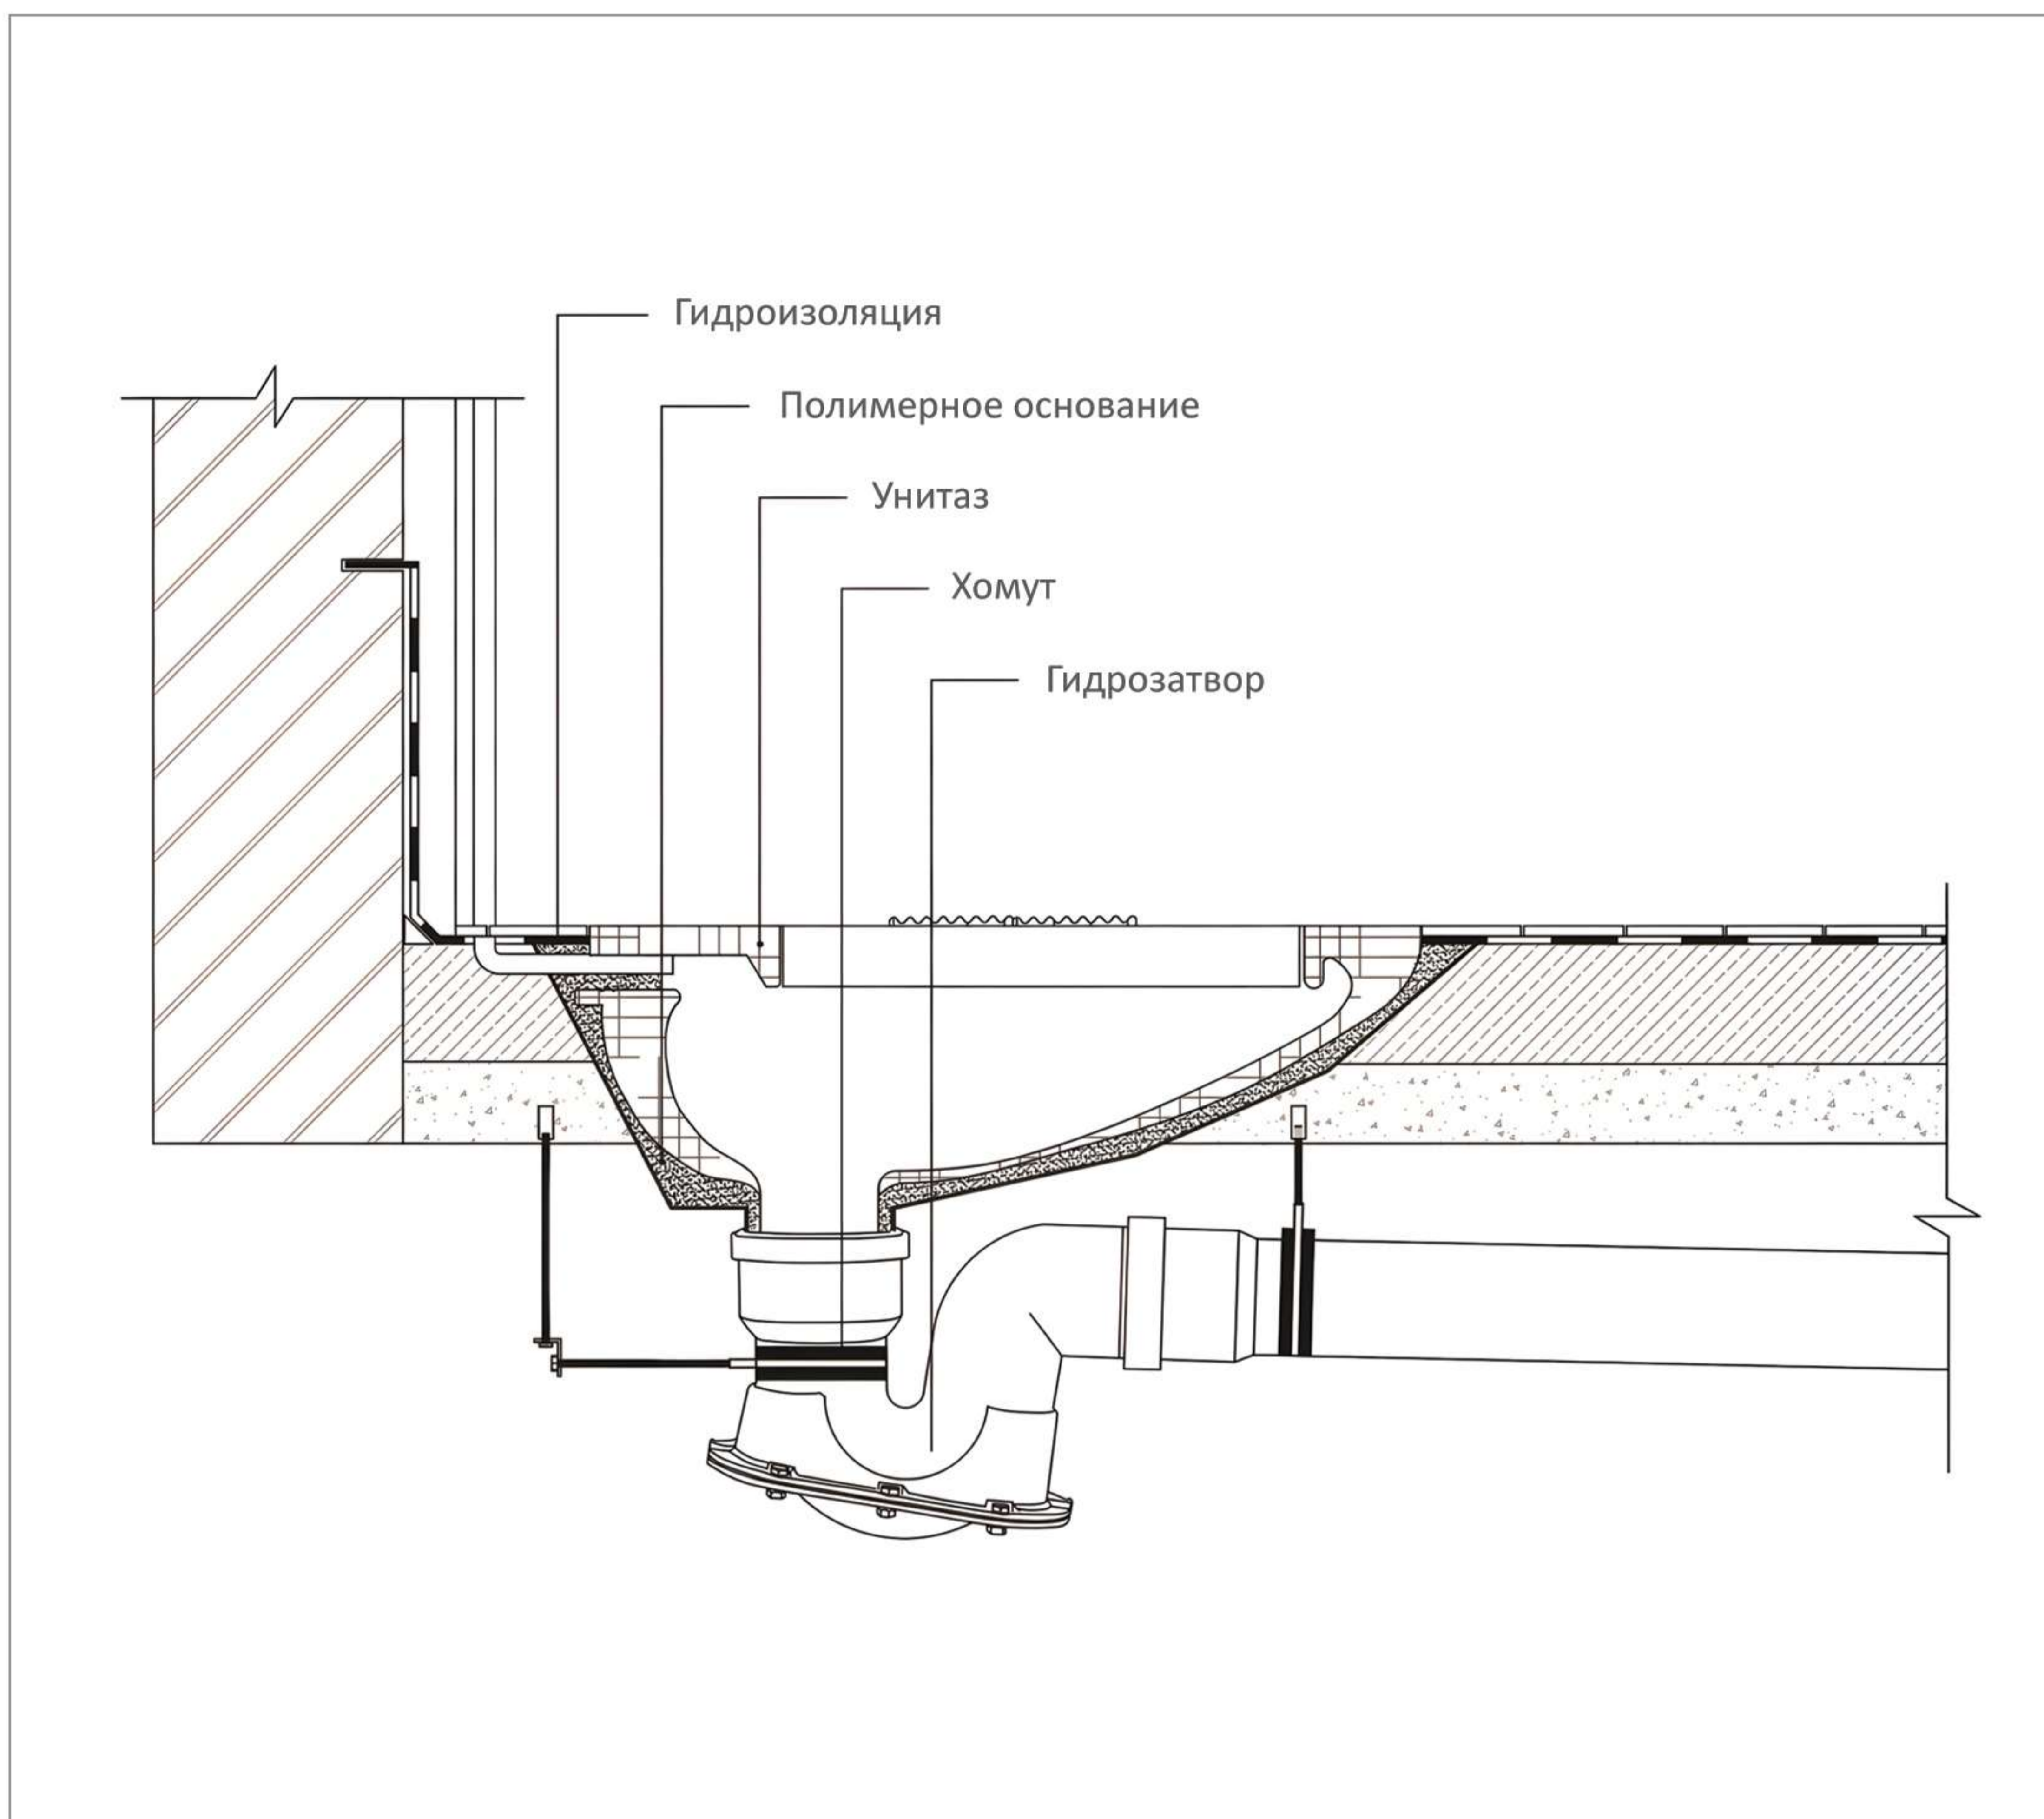 Гидроизоляция
Полимерное основание
Унитаз
Хомут
Гидрозатвор